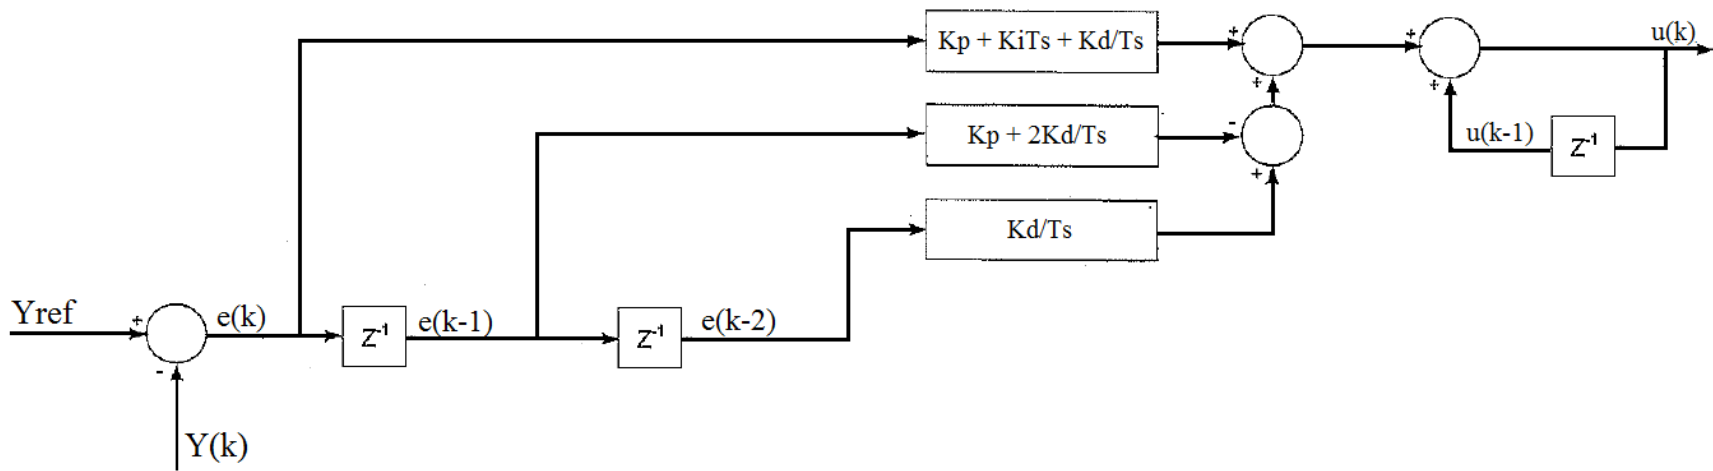 Kp + KiTs + Kd/Ts
+
+
+
+
+
u(k)
Kp + 2Kd/Ts
-
+
u(k-1)
Z⁻¹
Kd/Ts
Yref
+
-
e(k)
Z⁻¹
e(k-1)
Z⁻¹
e(k-2)
Y(k)